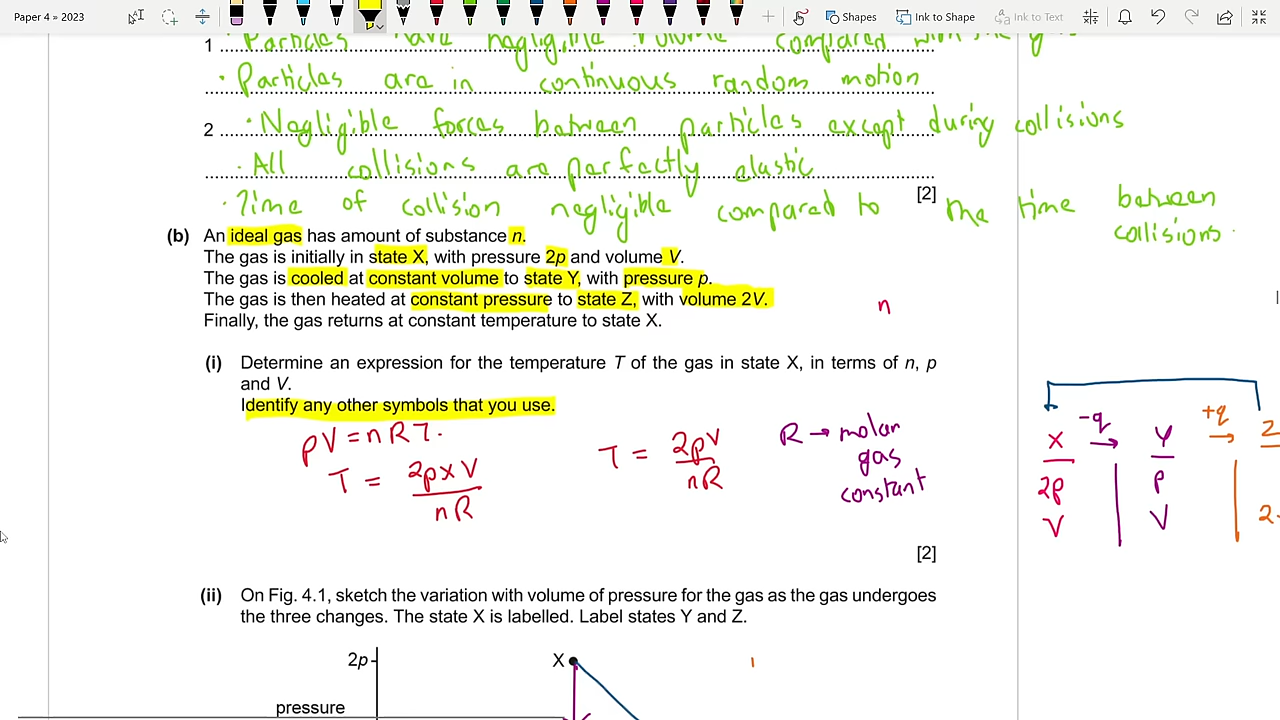 Paper 4 » 2023
Shapes
Ink to Shape
Ink to Text
1 · Particles have negligible volume compared with the
· Particles are in continuous random motion
2 · Negligible forces between particles except during collisions
· All collisions are perfectly elastic
[2]
· Time of collision negligible compared to the time between collisions.
(b) An ideal gas has amount of substance n.
The gas is initially in state X, with pressure 2p and volume V.
The gas is cooled at constant volume to state Y, with pressure p.
The gas is then heated at constant pressure to state Z, with volume 2V.
n
Finally, the gas returns at constant temperature to state X.
(i) Determine an expression for the temperature T of the gas in state X, in terms of n, p
and V.
Identify any other symbols that you use.
pV = nRT.
T = 2p×V / nR
T = 2pV / nR
R → molar
gas
constant
-q +q
X → Y → Z
2p | p |
V | V | 2
[2]
(ii) On Fig. 4.1, sketch the variation with volume of pressure for the gas as the gas undergoes
the three changes. The state X is labelled. Label states Y and Z.
2p
X
pressure